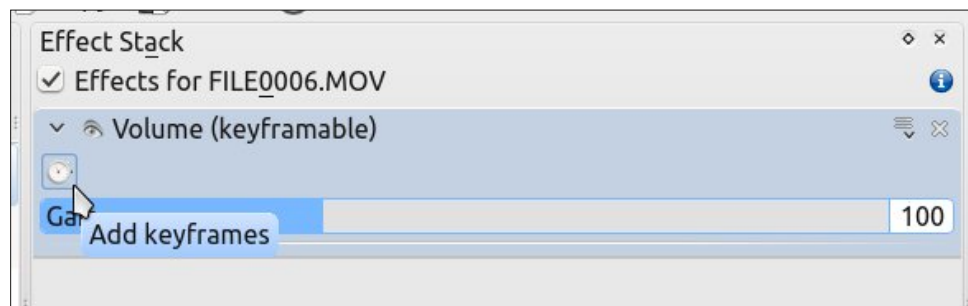 Effect Stack
Effects for FILE0006.MOV
Volume (keyframable)
100
Add keyframes